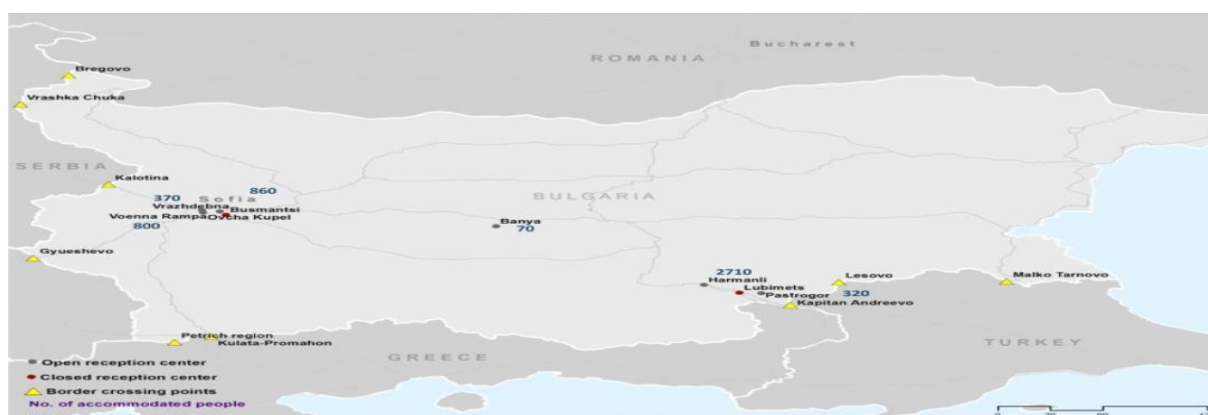 Bucharest
ROMANIA
Bregovo
Vrashka Chuka
SERBIA
Kalotina
370
860
Sofia
BULGARIA
Vrazhdebna
Busmantsi
Voenna Rampa
Ovcha Kupel
Banya
800
70
Gyueshevo
2710
Harmanli
Lesovo
Malko Tarnovo
Lubimets
320
Pastrogor
Kapitan Andreevo
Petrich region
Kulata-Promahon
TURKEY
GREECE
Open reception center
Closed reception center
Border crossing points
No. of accommodated people